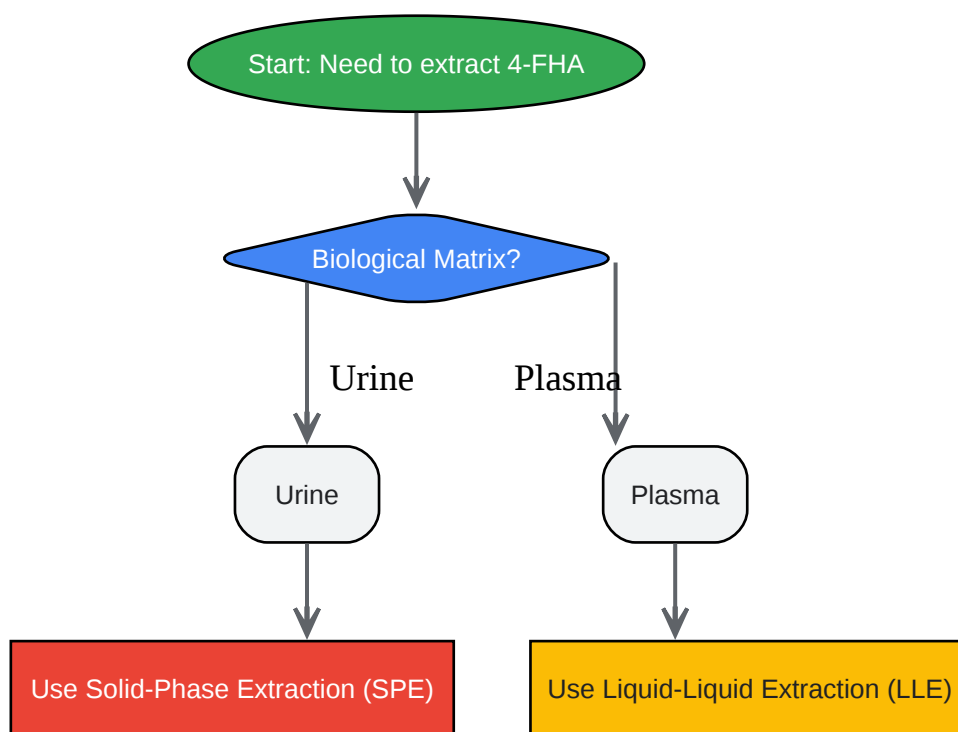 Start: Need to extract 4-FHA
Biological Matrix?
Urine
Plasma
Urine
Plasma
Use Solid-Phase Extraction (SPE)
Use Liquid-Liquid Extraction (LLE)